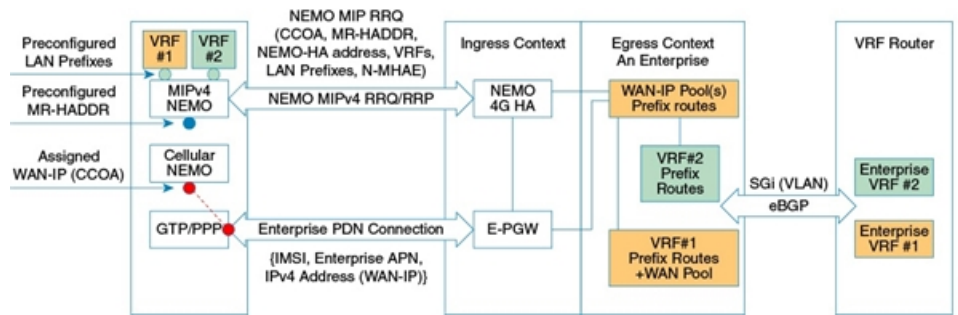 Preconfigured
LAN Prefixes
Preconfigured
MR-HADDR
Assigned
WAN-IP (CCOA)
VRF
#1
VRF
#2
MIPv4
NEMO
Cellular
NEMO
GTP/PPP
NEMO MIP RRQ
(CCOA, MR-HADDR,
NEMO-HA address, VRFs,
LAN Prefixes, N-MHAE)
NEMO MIPv4 RRQ/RRP
Enterprise PDN Connection
{IMSI, Enterprise APN,
IPv4 Address (WAN-IP)}
Ingress Context
NEMO
4G HA
E-PGW
Egress Context
An Enterprise
WAN-IP Pool(s)
Prefix routes
VRF#2
Prefix
Routes
VRF#1
Prefix Routes
+WAN Pool
SGi (VLAN)
eBGP
VRF Router
Enterprise
VRF #2
Enterprise
VRF #1